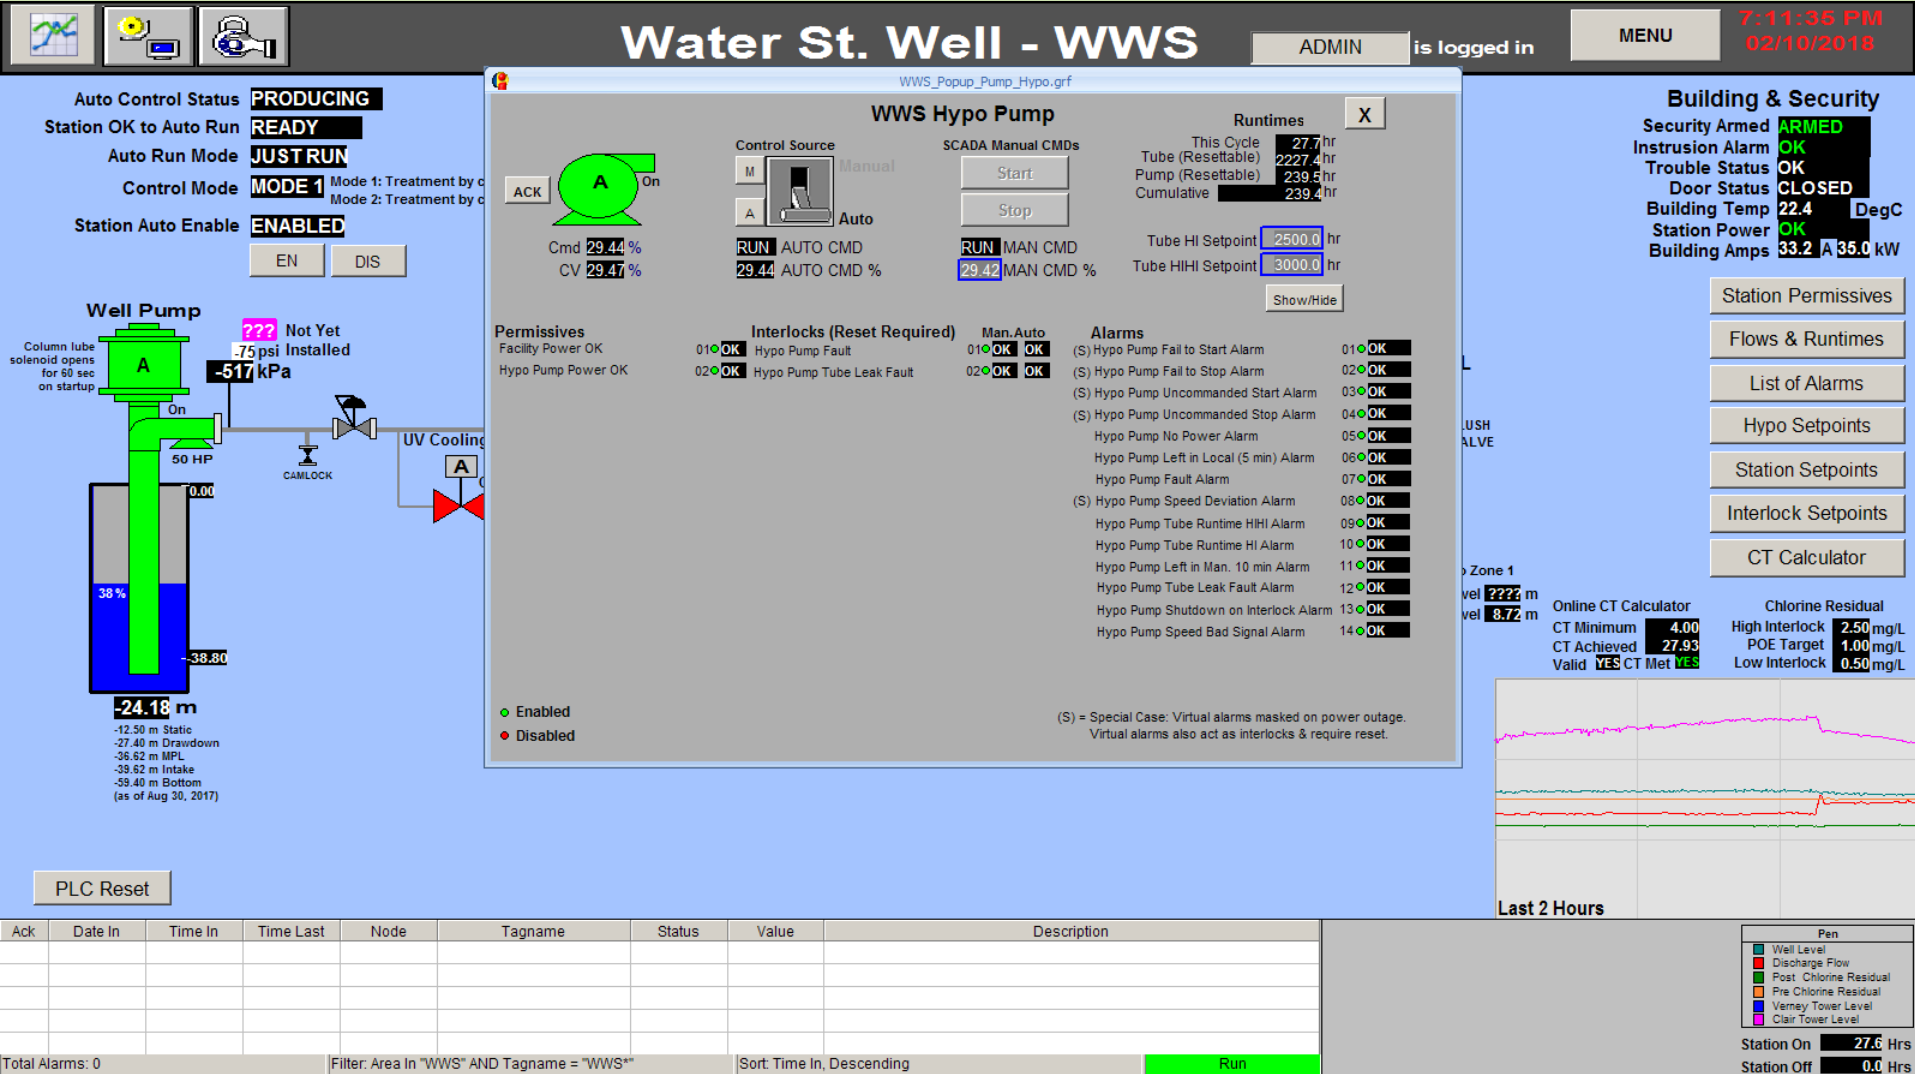 Water St. Well - WWS
ADMIN
is logged in
MENU
7:11:35 PM
02/10/2018
Auto Control Status PRODUCING
Station OK to Auto Run READY
Auto Run Mode JUST RUN
Control Mode MODE 1
Mode 1: Treatment by c
Mode 2: Treatment by c
Station Auto Enable ENABLED
EN DIS
Well Pump
Column lube
solenoid opens
for 60 sec
on startup
A
On
50 HP
??? Not Yet
-75 psi Installed
-517 kPa
CAMLOCK
UV Cooling
A
0.00
38 %
-38.80
-24.18 m
-12.50 m Static
-27.40 m Drawdown
-36.62 m MPL
-39.62 m Intake
-59.40 m Bottom
(as of Aug 30, 2017)
PLC Reset
WWS_Popup_Pump_Hypo.grf
WWS Hypo Pump
X
ACK
A
On
Cmd 29.44 %
CV 29.47 %
Control Source
M
Manual
A
Auto
RUN AUTO CMD
29.44 AUTO CMD %
SCADA Manual CMDs
Start
Stop
RUN MAN CMD
29.42 MAN CMD %
Runtimes
This Cycle 27.7 hr
Tube (Resettable) 2227.4 hr
Pump (Resettable) 239.5 hr
Cumulative 239.4 hr
Tube HI Setpoint 2500.0 hr
Tube HIHI Setpoint 3000.0 hr
Show/Hide
Permissives
Facility Power OK 01 OK
Hypo Pump Power OK 02 OK
Interlocks (Reset Required) Man. Auto
Hypo Pump Fault 01 OK OK
Hypo Pump Tube Leak Fault 02 OK OK
Alarms
(S) Hypo Pump Fail to Start Alarm 01 OK
(S) Hypo Pump Fail to Stop Alarm 02 OK
(S) Hypo Pump Uncommanded Start Alarm 03 OK
(S) Hypo Pump Uncommanded Stop Alarm 04 OK
Hypo Pump No Power Alarm 05 OK
Hypo Pump Left in Local (5 min) Alarm 06 OK
Hypo Pump Fault Alarm 07 OK
(S) Hypo Pump Speed Deviation Alarm 08 OK
Hypo Pump Tube Runtime HIHI Alarm 09 OK
Hypo Pump Tube Runtime HI Alarm 10 OK
Hypo Pump Left in Man. 10 min Alarm 11 OK
Hypo Pump Tube Leak Fault Alarm 12 OK
Hypo Pump Shutdown on Interlock Alarm 13 OK
Hypo Pump Speed Bad Signal Alarm 14 OK
Enabled
Disabled
(S) = Special Case: Virtual alarms masked on power outage.
Virtual alarms also act as interlocks & require reset.
Building & Security
Security Armed ARMED
Instrusion Alarm OK
Trouble Status OK
Door Status CLOSED
Building Temp 22.4 DegC
Station Power OK
Building Amps 33.2 A 35.0 kW
Station Permissives
Flows & Runtimes
List of Alarms
Hypo Setpoints
Station Setpoints
Interlock Setpoints
CT Calculator
L
USH
ALVE
o Zone 1
vel ???? m
vel 8.72 m
Online CT Calculator
CT Minimum 4.00
CT Achieved 27.93
Valid YES CT Met YES
Chlorine Residual
High Interlock 2.50 mg/L
POE Target 1.00 mg/L
Low Interlock 0.50 mg/L
Last 2 Hours
Ack Date In Time In Time Last Node Tagname Status Value Description
Total Alarms: 0 Filter: Area In "WWS" AND Tagname = "WWS*" Sort: Time In, Descending Run
Pen
Well Level
Discharge Flow
Post Chlorine Residual
Pre Chlorine Residual
Verney Tower Level
Clair Tower Level
Station On 27.6 Hrs
Station Off 0.0 Hrs